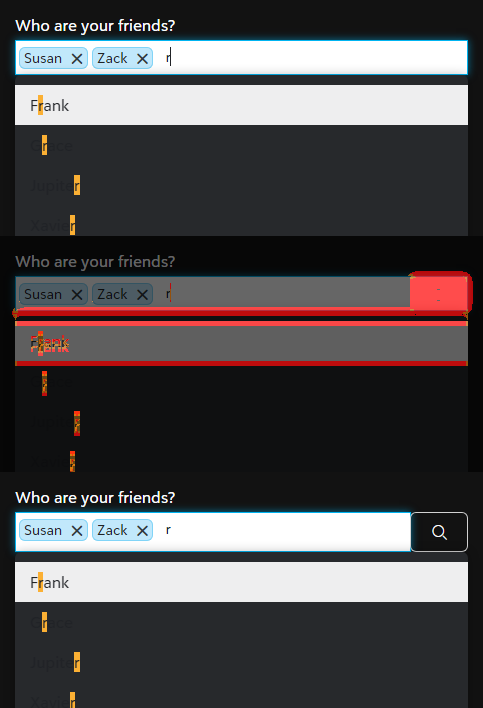 Who are your friends?
Susan Zack r
Frank
Grace
Jupiter
Xavier
Who are your friends?
Susan Zack r
Who are your friends?
Susan Zack r
Frank
Grace
Jupiter
Xavier